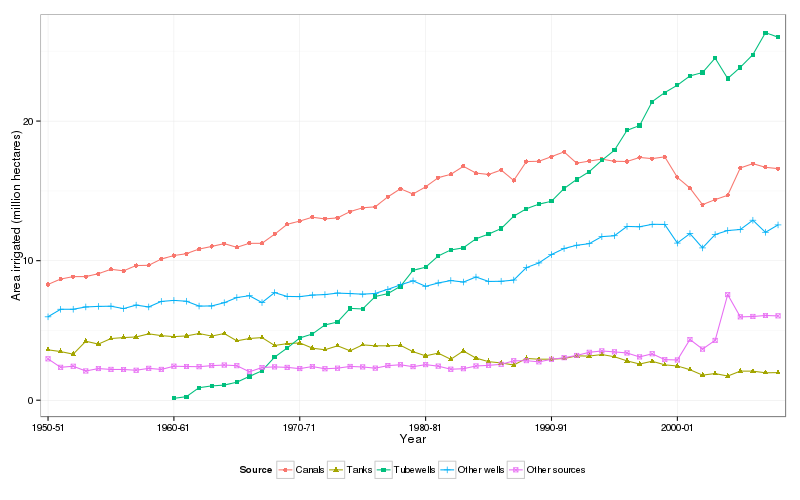 Area irrigated (million hectares)
20
10
0
1950-51 1960-61 1970-71 1980-81 1990-91 2000-01
Year
Source Canals Tanks Tubewells Other wells Other sources